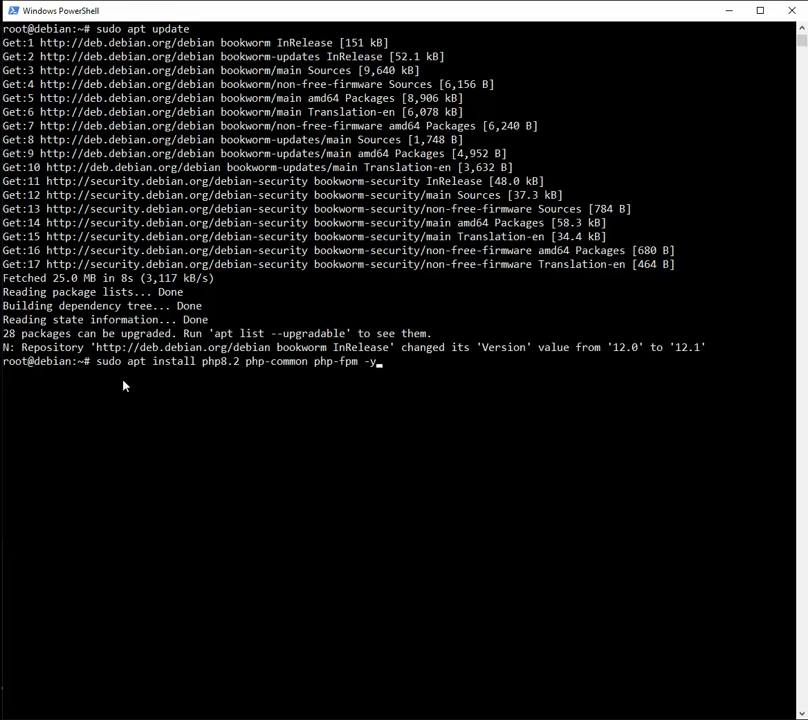 Windows PowerShell
root@debian:~# sudo apt update
Get:1 http://deb.debian.org/debian bookworm InRelease [151 kB]
Get:2 http://deb.debian.org/debian bookworm-updates InRelease [52.1 kB]
Get:3 http://deb.debian.org/debian bookworm/main Sources [9,640 kB]
Get:4 http://deb.debian.org/debian bookworm/non-free-firmware Sources [6,156 B]
Get:5 http://deb.debian.org/debian bookworm/main amd64 Packages [8,906 kB]
Get:6 http://deb.debian.org/debian bookworm/main Translation-en [6,078 kB]
Get:7 http://deb.debian.org/debian bookworm/non-free-firmware amd64 Packages [6,240 B]
Get:8 http://deb.debian.org/debian bookworm-updates/main Sources [1,748 B]
Get:9 http://deb.debian.org/debian bookworm-updates/main amd64 Packages [4,952 B]
Get:10 http://deb.debian.org/debian bookworm-updates/main Translation-en [3,632 B]
Get:11 http://security.debian.org/debian-security bookworm-security InRelease [48.0 kB]
Get:12 http://security.debian.org/debian-security bookworm-security/main Sources [37.3 kB]
Get:13 http://security.debian.org/debian-security bookworm-security/non-free-firmware Sources [784 B]
Get:14 http://security.debian.org/debian-security bookworm-security/main amd64 Packages [58.3 kB]
Get:15 http://security.debian.org/debian-security bookworm-security/main Translation-en [34.4 kB]
Get:16 http://security.debian.org/debian-security bookworm-security/non-free-firmware amd64 Packages [680 B]
Get:17 http://security.debian.org/debian-security bookworm-security/non-free-firmware Translation-en [464 B]
Fetched 25.0 MB in 8s (3,117 kB/s)
Reading package lists... Done
Building dependency tree... Done
Reading state information... Done
28 packages can be upgraded. Run 'apt list --upgradable' to see them.
N: Repository 'http://deb.debian.org/debian bookworm InRelease' changed its 'Version' value from '12.0' to '12.1'
root@debian:~# sudo apt install php8.2 php-common php-fpm -y